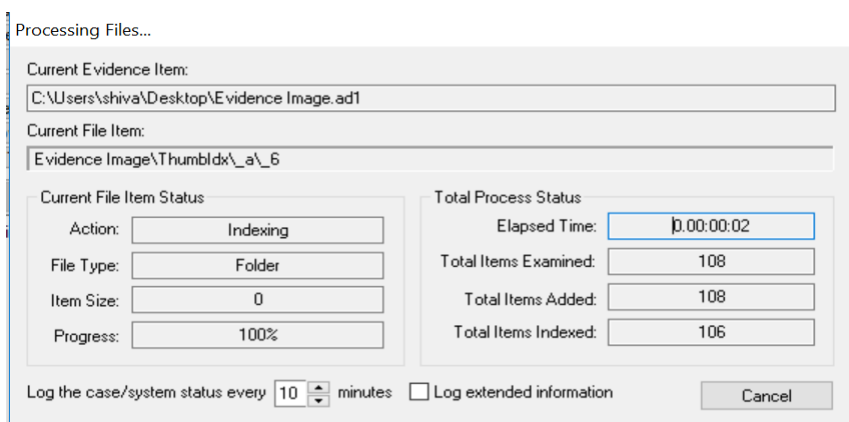 Processing Files...
Current Evidence Item:
C:\Users\shiva\Desktop\Evidence Image.ad1
Current File Item:
Evidence Image\ThumbIdx\_a\_6
Current File Item Status
Action: Indexing
File Type: Folder
Item Size: 0
Progress: 100%
Total Process Status
Elapsed Time: 0.00:00:02
Total Items Examined: 108
Total Items Added: 108
Total Items Indexed: 106
Log the case/system status every 10 minutes Log extended information Cancel